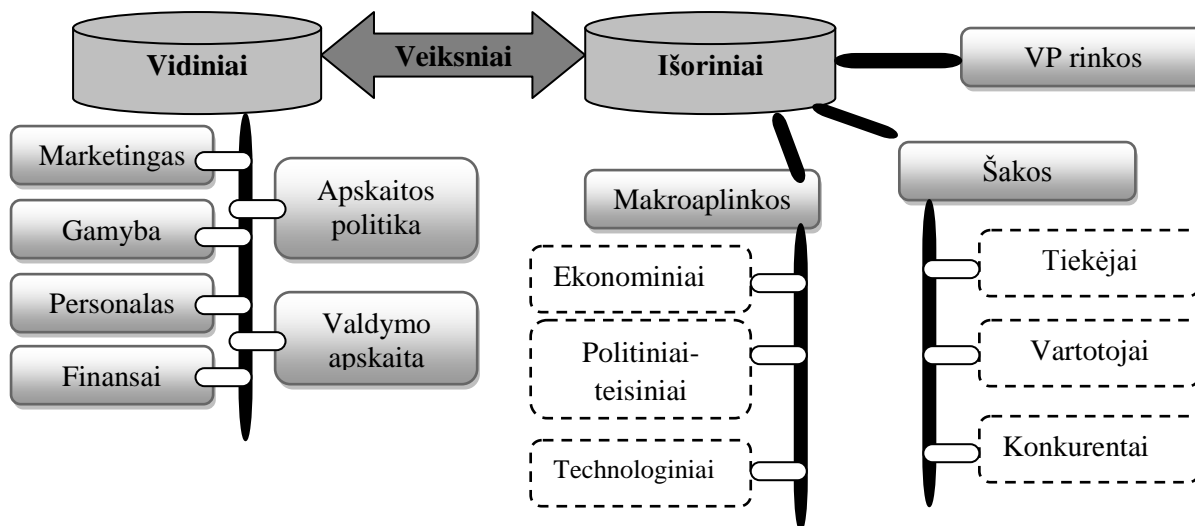 Vidiniai
Veiksniai
Išoriniai
VP rinkos
Marketingas
Gamyba
Personalas
Finansai
Apskaitos
politika
Valdymo
apskaita
Makroaplinkos
Ekonominiai
Politiniai-
teisiniai
Technologiniai
Šakos
Tiekėjai
Vartotojai
Konkurentai